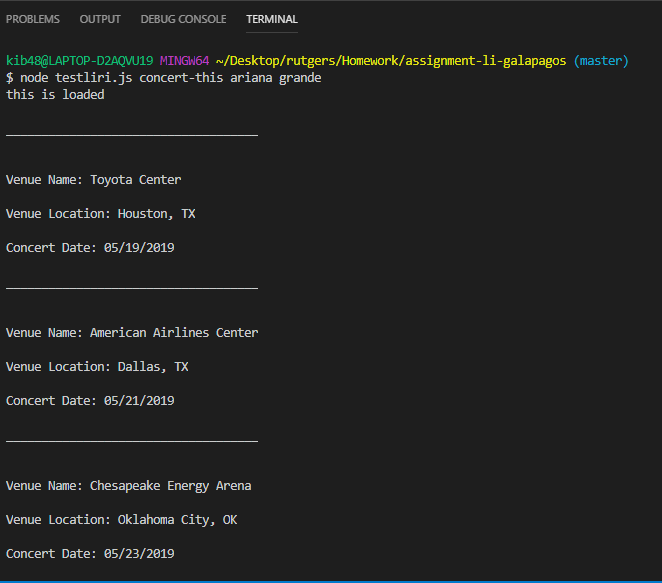 PROBLEMS OUTPUT DEBUG CONSOLE TERMINAL
kib48@LAPTOP-D2AQVU19 MINGW64 ~/Desktop/rutgers/Homework/assignment-li-galapagos (master)
$ node testliri.js concert-this ariana grande
this is loaded
____________________________________
Venue Name: Toyota Center
Venue Location: Houston, TX
Concert Date: 05/19/2019
____________________________________
Venue Name: American Airlines Center
Venue Location: Dallas, TX
Concert Date: 05/21/2019
____________________________________
Venue Name: Chesapeake Energy Arena
Venue Location: Oklahoma City, OK
Concert Date: 05/23/2019